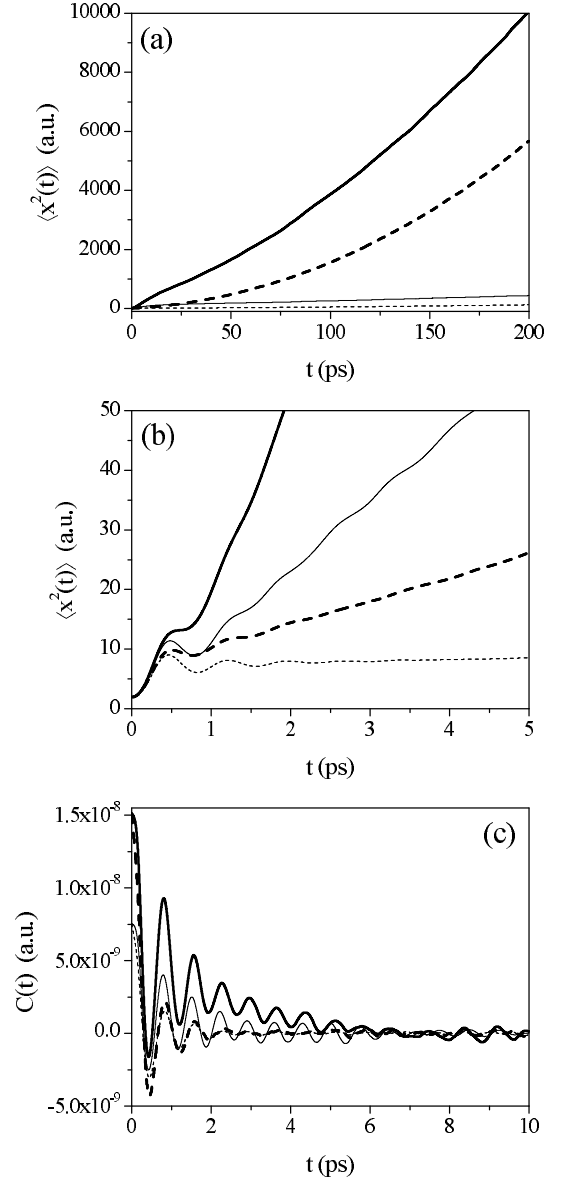 (a)
10000
8000
6000
4000
2000
0
⟨x²(t)⟩ (a.u.)
0 50 100 150 200
t (ps)
(b)
50
40
30
20
10
0
⟨x²(t)⟩ (a.u.)
0 1 2 3 4 5
t (ps)
(c)
1.5x10⁻⁸
1.0x10⁻⁸
5.0x10⁻⁹
0.0
-5.0x10⁻⁹
C(t) (a.u.)
0 2 4 6 8 10
t (ps)